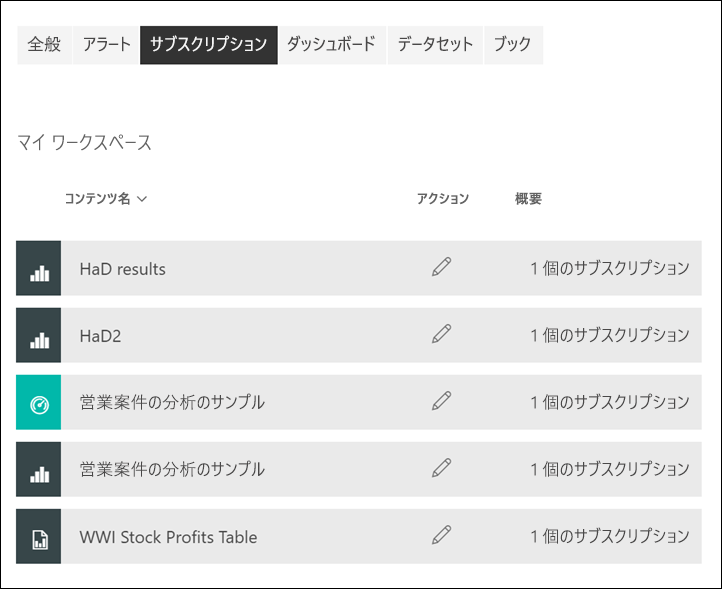 全般 アラート サブスクリプション ダッシュボード データセット ブック
マイ ワークスペース
コンテンツ名 アクション 概要
HaD results 1 個のサブスクリプション
HaD2 1 個のサブスクリプション
営業案件の分析のサンプル 1 個のサブスクリプション
営業案件の分析のサンプル 1 個のサブスクリプション
WWI Stock Profits Table 1 個のサブスクリプション